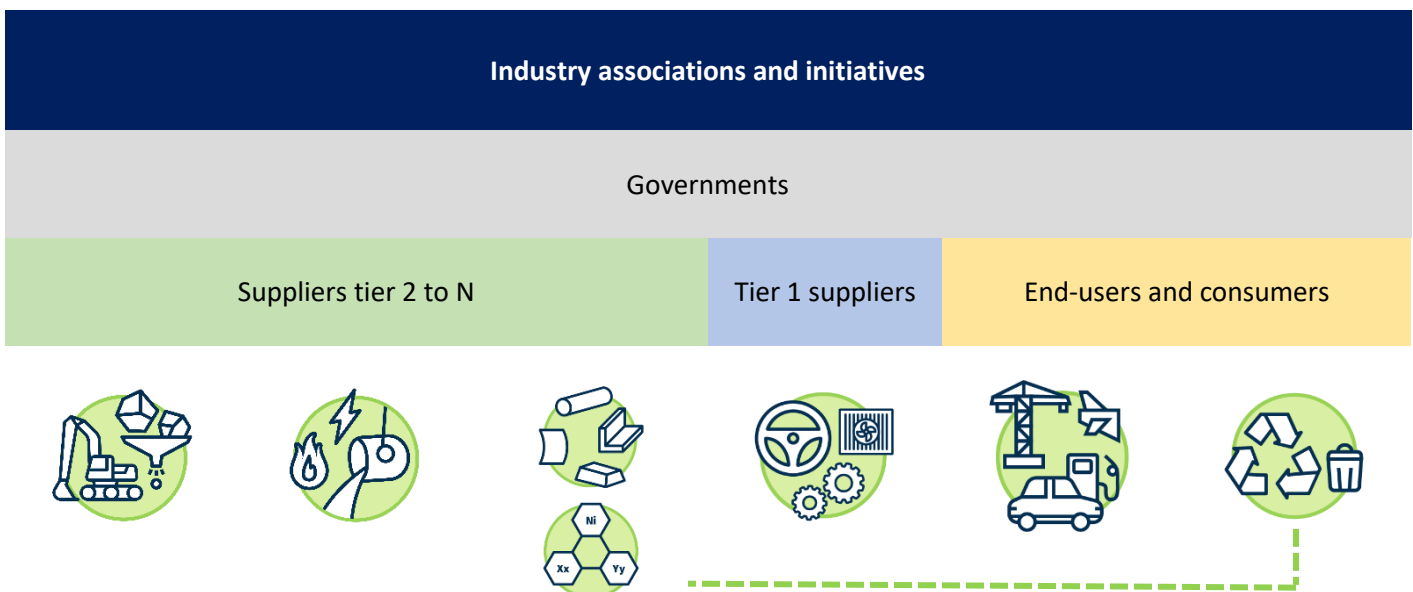 Industry associations and initiatives
Governments
Suppliers tier 2 to N
Tier 1 suppliers
End-users and consumers
Ni
Xx
Yy